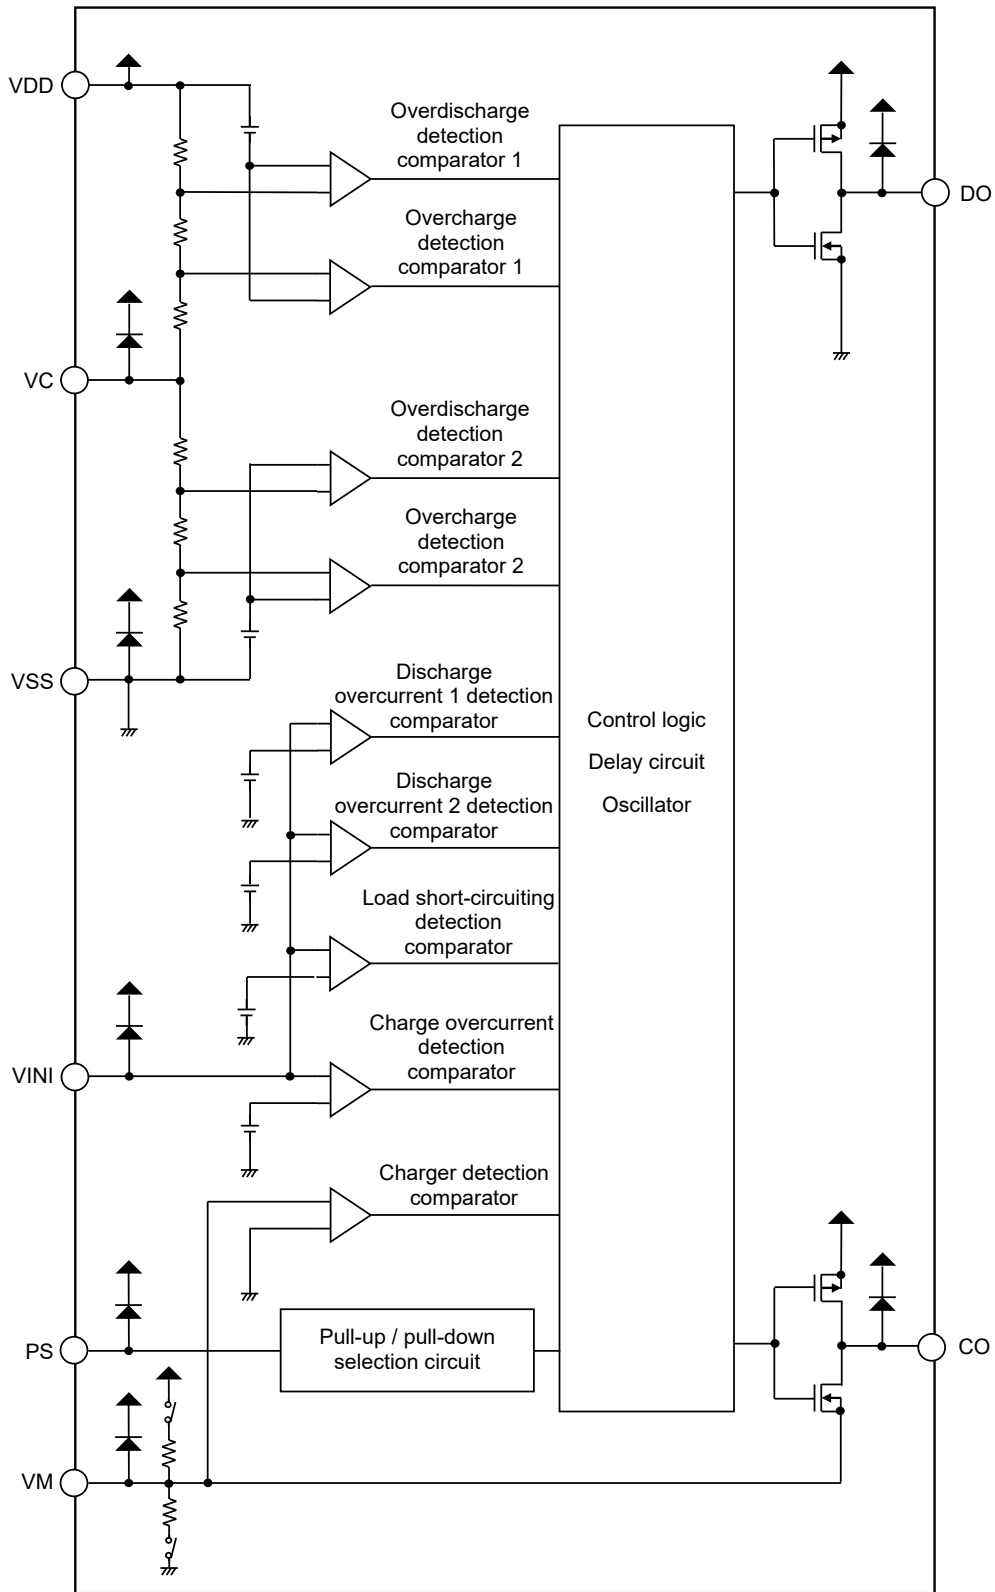 VDD
Overdischarge
detection
comparator 1
DO
Overcharge
detection
comparator 1
VC
Overdischarge
detection
comparator 2
Overcharge
detection
comparator 2
VSS
Discharge
overcurrent 1 detection
comparator
Control logic
Delay circuit
Oscillator
Discharge
overcurrent 2 detection
comparator
Load short-circuiting
detection
comparator
Charge overcurrent
detection
comparator
VINI
Charger detection
comparator
PS
Pull-up / pull-down
selection circuit
CO
VM